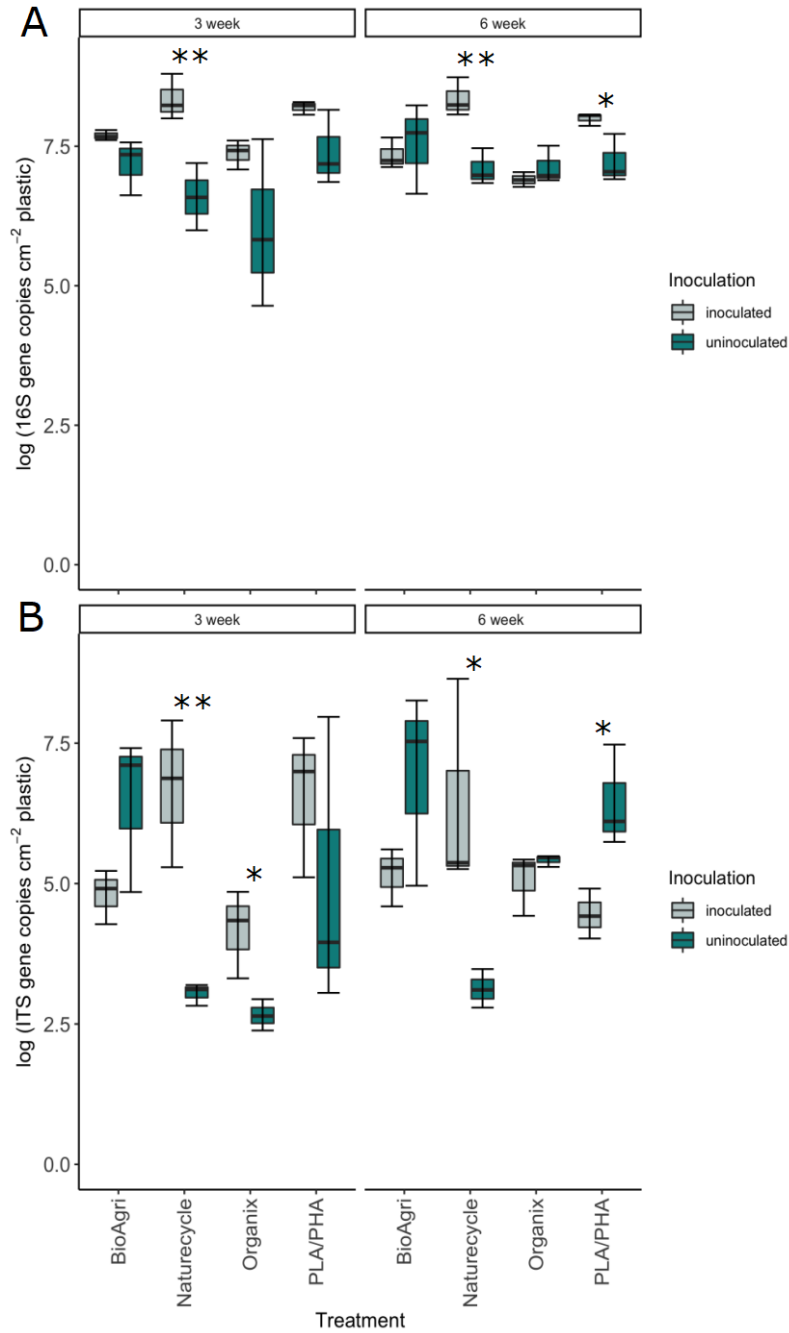 A
3 week
6 week
**
**
*
log (16S gene copies cm−2 plastic)
7.5
5.0
2.5
0.0
Inoculation
inoculated
uninoculated
B
3 week
6 week
**
*
*
*
log (ITS gene copies cm−2 plastic)
7.5
5.0
2.5
0.0
Inoculation
inoculated
uninoculated
BioAgri
Naturecycle
Organix
PLA/PHA
BioAgri
Naturecycle
Organix
PLA/PHA
Treatment